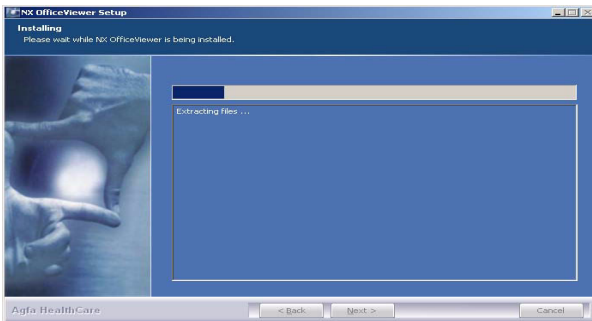 NX OfficeViewer Setup
Installing
Please wait while NX OfficeViewer is being installed.
Extracting files ...
Agfa HealthCare
< Back
Next >
Cancel